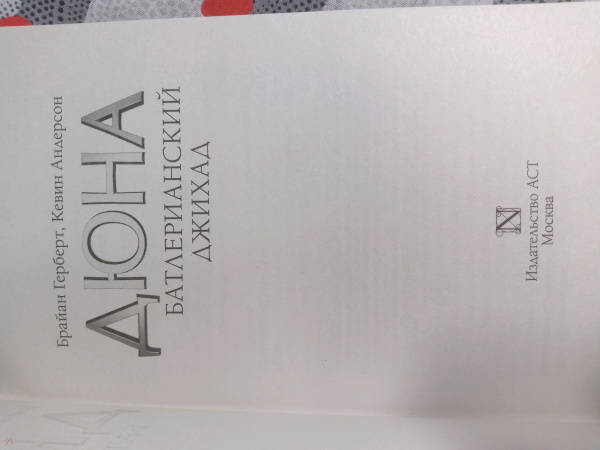 Брайан Герберт, Кевин Андерсон
ДЮНА
БАТЛЕРИАНСКИЙ
ДЖИХАД
Издательство АСТ
Москва